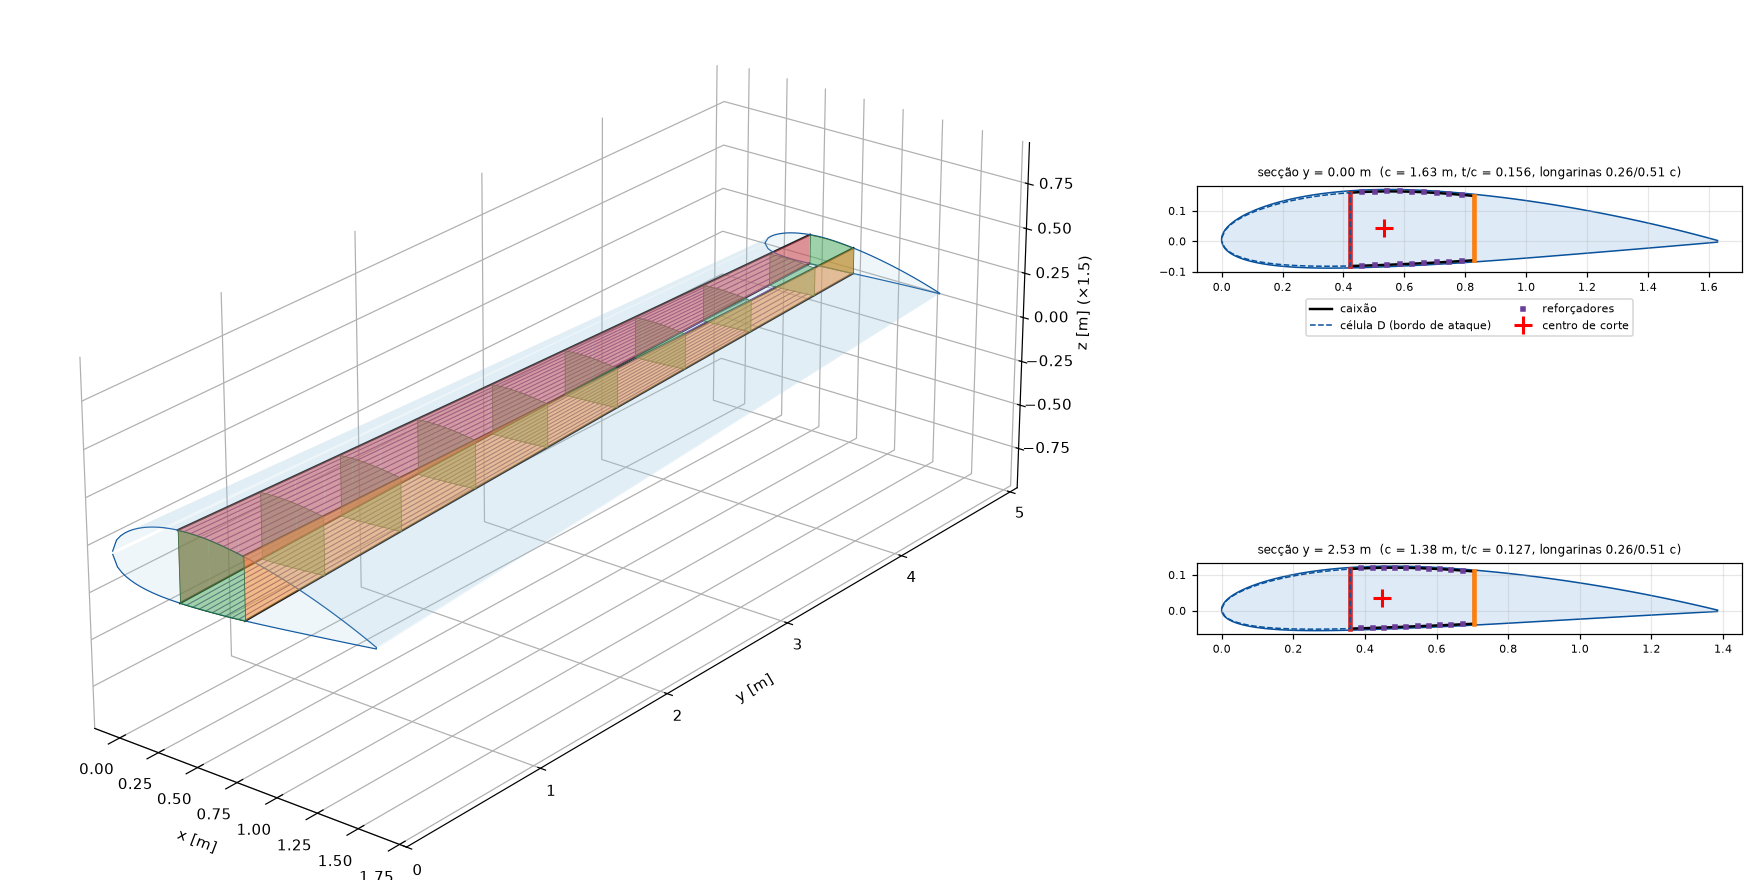 0.75
0.50
0.25
0.00
−0.25
−0.50
−0.75
z [m] (×1.5)
5
4
3
2
1
0
y [m]
0.00
0.25
0.50
0.75
1.00
1.25
1.50
1.75
x [m]
secção y = 0.00 m (c = 1.63 m, t/c = 0.156, longarinas 0.26/0.51 c)
0.1
0.0
−0.1
0.0 0.2 0.4 0.6 0.8 1.0 1.2 1.4 1.6
caixão reforçadores
célula D (bordo de ataque) centro de corte
secção y = 2.53 m (c = 1.38 m, t/c = 0.127, longarinas 0.26/0.51 c)
0.1
0.0
0.0 0.2 0.4 0.6 0.8 1.0 1.2 1.4